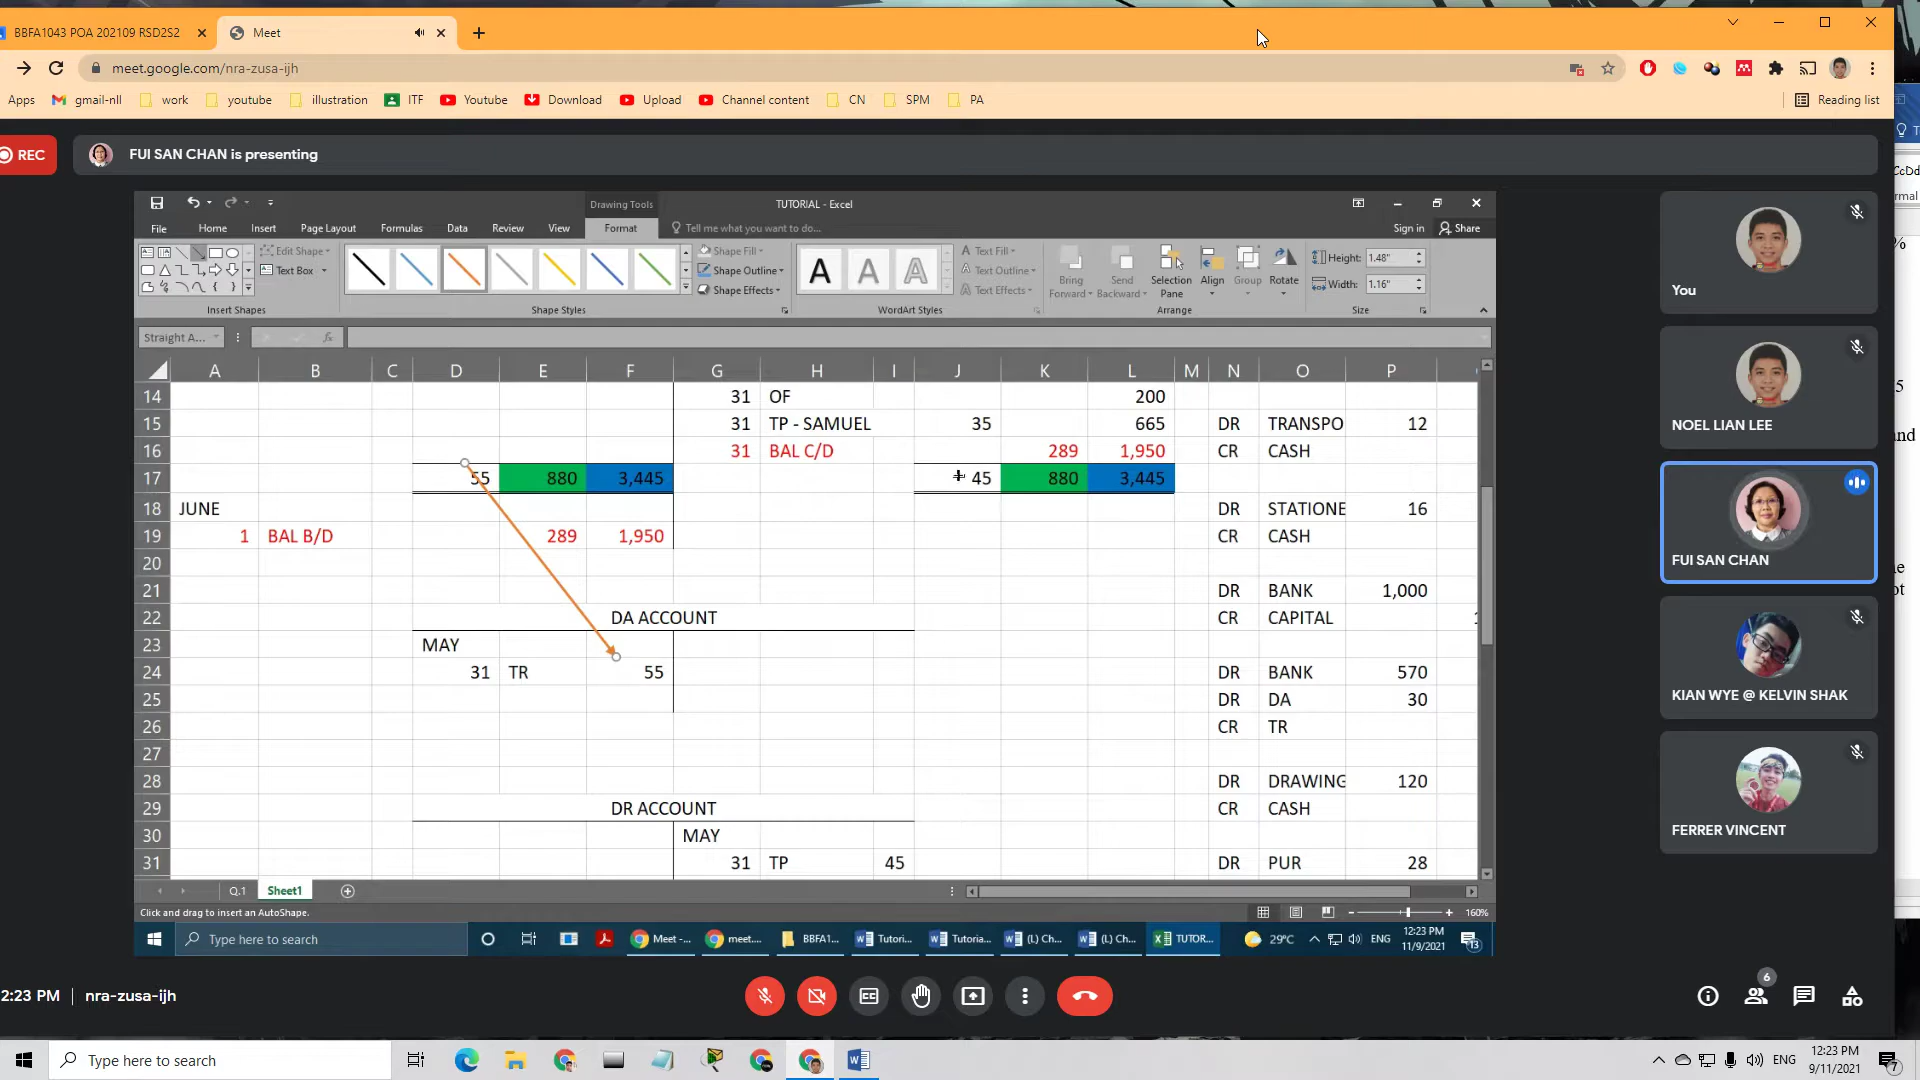 BBFA1043 POA 202109 RSD2S2
Meet
meet.google.com/nra-zusa-ijh
Apps gmail-nll work youtube illustration ITF Youtube Download Upload Channel content CN SPM PA Reading list
REC
FUI SAN CHAN is presenting
Drawing Tools TUTORIAL - Excel
File Home Insert Page Layout Formulas Data Review View Format Tell me what you want to do... Sign in Share
Edit Shape
Text Box
Insert Shapes
Shape Fill
Shape Outline
Shape Effects
Shape Styles
A A A
Text Fill
Text Outline
Text Effects
WordArt Styles
Bring Forward
Send Backward
Selection Pane
Align
Group
Rotate
Arrange
Height: 1.48"
Width: 1.16"
Size
Straight A... fx
A B C D E F G H I J K L M N O P
14 31 OF 200
15 31 TP - SAMUEL 35 665 DR TRANSPO 12
16 31 BAL C/D 289 1,950 CR CASH
17 55 880 3,445 45 880 3,445
18 JUNE DR STATIONE 16
19 1 BAL B/D 289 1,950 CR CASH
20
21 DR BANK 1,000
22 DA ACCOUNT CR CAPITAL
23 MAY
24 31 TR 55 DR BANK 570
25 DR DA 30
26 CR TR
27
28 DR DRAWING 120
29 DR ACCOUNT CR CASH
30 MAY
31 31 TP 45 DR PUR 28
Q.1 Sheet1
Click and drag to insert an AutoShape. 160%
Type here to search Meet -... meet.... BBFA1... Tutori... Tutoria... (L) Ch... (L) Ch... TUTOR... 29°C ENG 12:23 PM
11/9/2021
13
You
NOEL LIAN LEE
FUI SAN CHAN
KIAN WYE @ KELVIN SHAK
FERRER VINCENT
2:23 PM nra-zusa-ijh 6
Type here to search ENG 12:23 PM
9/11/2021
7